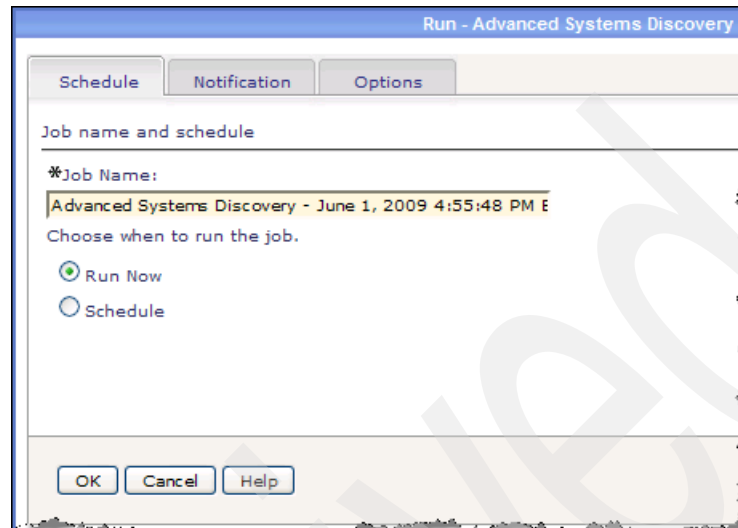 Run - Advanced Systems Discovery
Schedule Notification Options
Job name and schedule
*Job Name:
Advanced Systems Discovery - June 1, 2009 4:55:48 PM E
Choose when to run the job.
Run Now
Schedule
OK Cancel Help